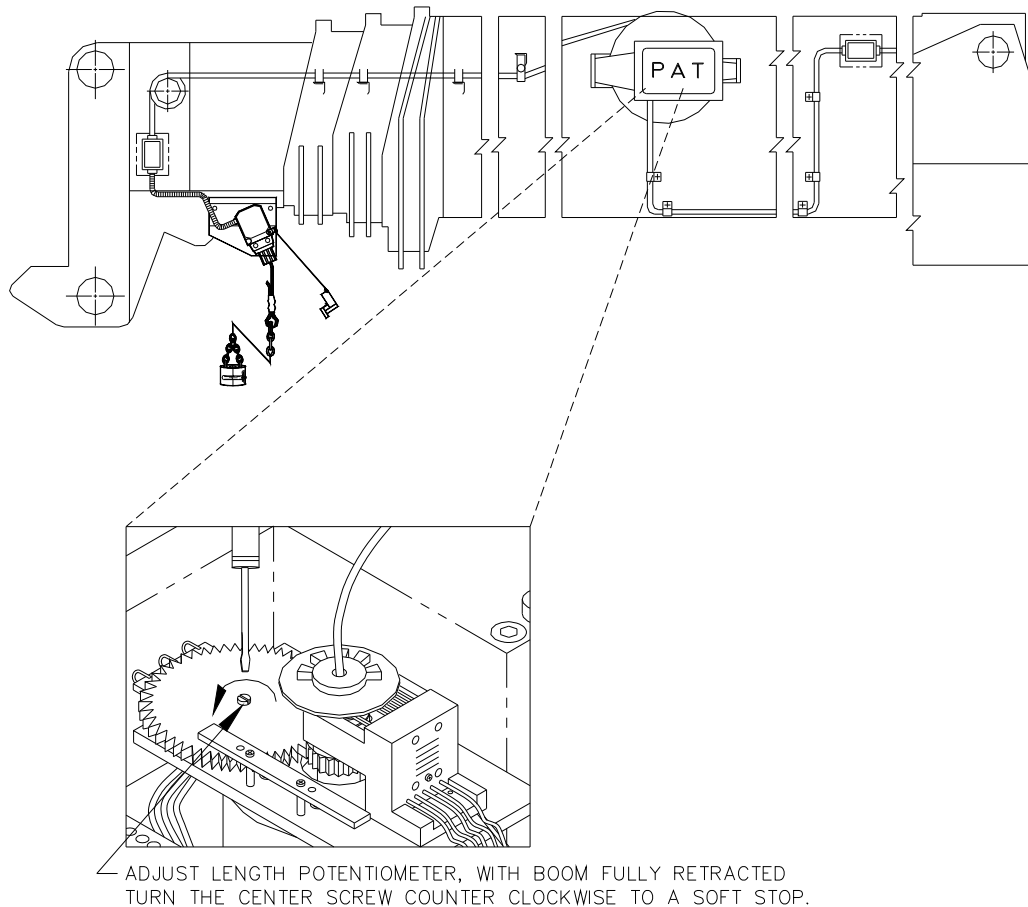 PAT
ADJUST LENGTH POTENTIOMETER, WITH BOOM FULLY RETRACTED
TURN THE CENTER SCREW COUNTER CLOCKWISE TO A SOFT STOP.